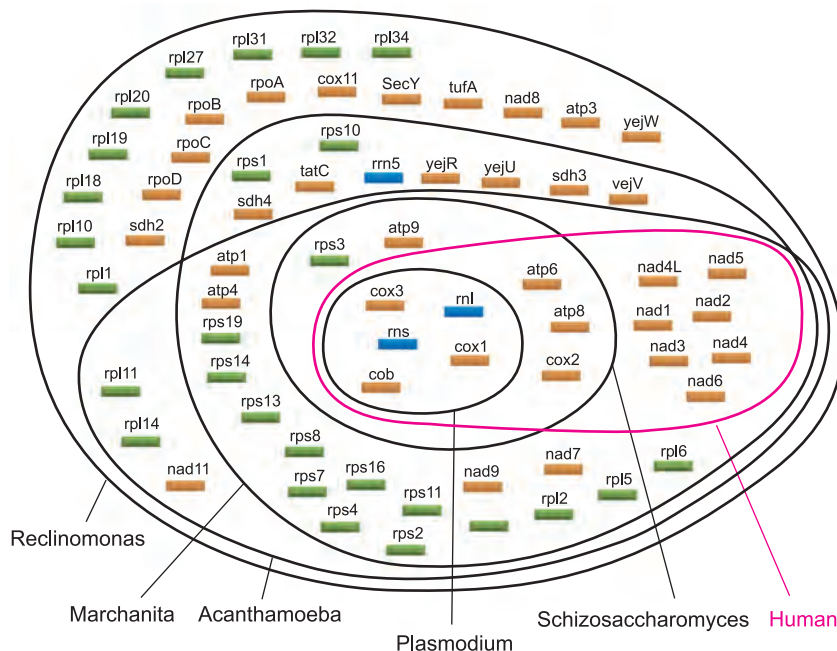 rpl34
rpl32
rpl31
rpl27
cox11
SecY
tufA
nad8
atp3
yejW
rpoA
rpl20
rpoB
rps10
rpl19
rpoC
rps1
tatC
rrn5
yejR
yejU
sdh3
vejV
rpl18
rpoD
sdh4
rpl10
sdh2
atp9
rps3
atp1
rpl1
nad5
nad4L
atp6
atp4
cox3
rnl
rps19
nad1
nad2
atp8
rns
cox1
rps14
nad3
nad4
cox2
rpl11
cob
nad6
rps13
rpl14
rps8
rpl6
nad7
nad11
rps7
rps16
nad9
rpl5
rps11
rpl2
rps4
rps2
Reclinomonas
Marchanita
Acanthamoeba
Plasmodium
Schizosaccharomyces
Human